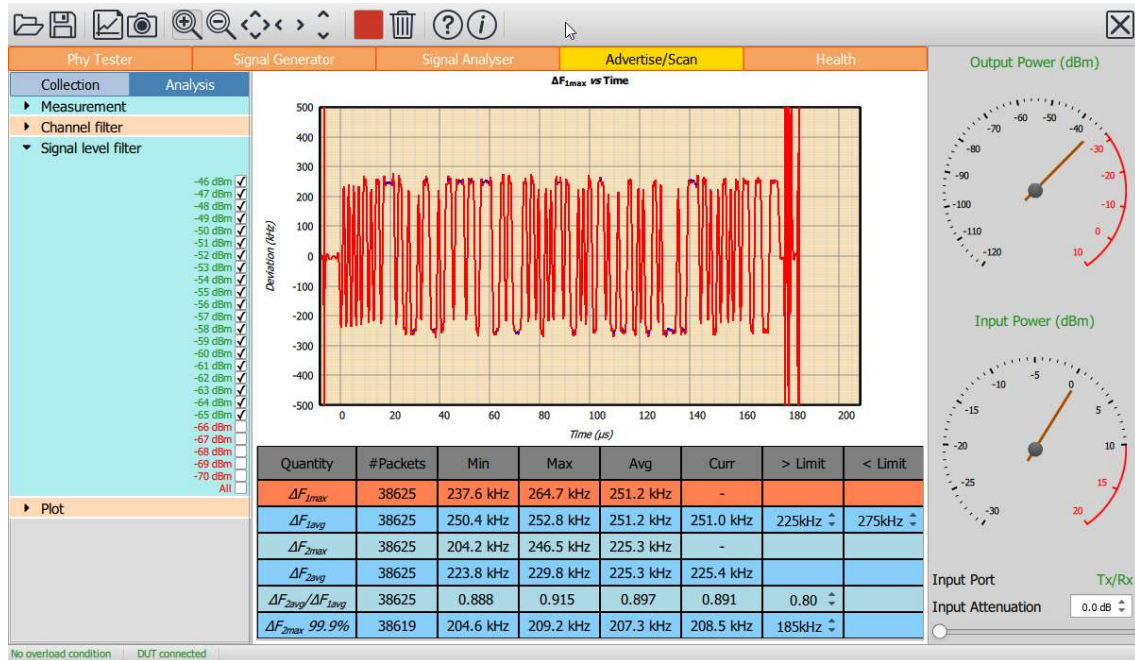 Phy Tester Signal Generator Signal Analyser Advertise/Scan Health
Collection Analysis
Measurement
Channel filter
Signal level filter
-46 dBm
-47 dBm
-48 dBm
-49 dBm
-50 dBm
-51 dBm
-52 dBm
-53 dBm
-54 dBm
-55 dBm
-56 dBm
-57 dBm
-58 dBm
-59 dBm
-60 dBm
-61 dBm
-62 dBm
-63 dBm
-64 dBm
-65 dBm
-66 dBm
-67 dBm
-68 dBm
-69 dBm
-70 dBm
All
Plot
ΔF1max vs Time
Deviation (kHz)
500
400
300
200
100
0
-100
-200
-300
-400
-500
0 20 40 60 80 100 120 140 160 180 200
Time (µs)
Quantity #Packets Min Max Avg Curr > Limit < Limit
ΔF1max 38625 237.6 kHz 264.7 kHz 251.2 kHz -
ΔF1avg 38625 250.4 kHz 252.8 kHz 251.2 kHz 251.0 kHz 225kHz 275kHz
ΔF2max 38625 204.2 kHz 246.5 kHz 225.3 kHz -
ΔF2avg 38625 223.8 kHz 229.8 kHz 225.3 kHz 225.4 kHz
ΔF2avg/ΔF1avg 38625 0.888 0.915 0.897 0.891 0.80
ΔF2max 99.9% 38619 204.6 kHz 209.2 kHz 207.3 kHz 208.5 kHz 185kHz
Output Power (dBm)
-120
-110
-100
-90
-80
-70
-60
-50
-40
-30
-20
-10
0
10
Input Power (dBm)
-30
-25
-20
-15
-10
-5
0
5
10
15
20
Input Port Tx/Rx
Input Attenuation 0.0 dB
No overload condition DUT connected